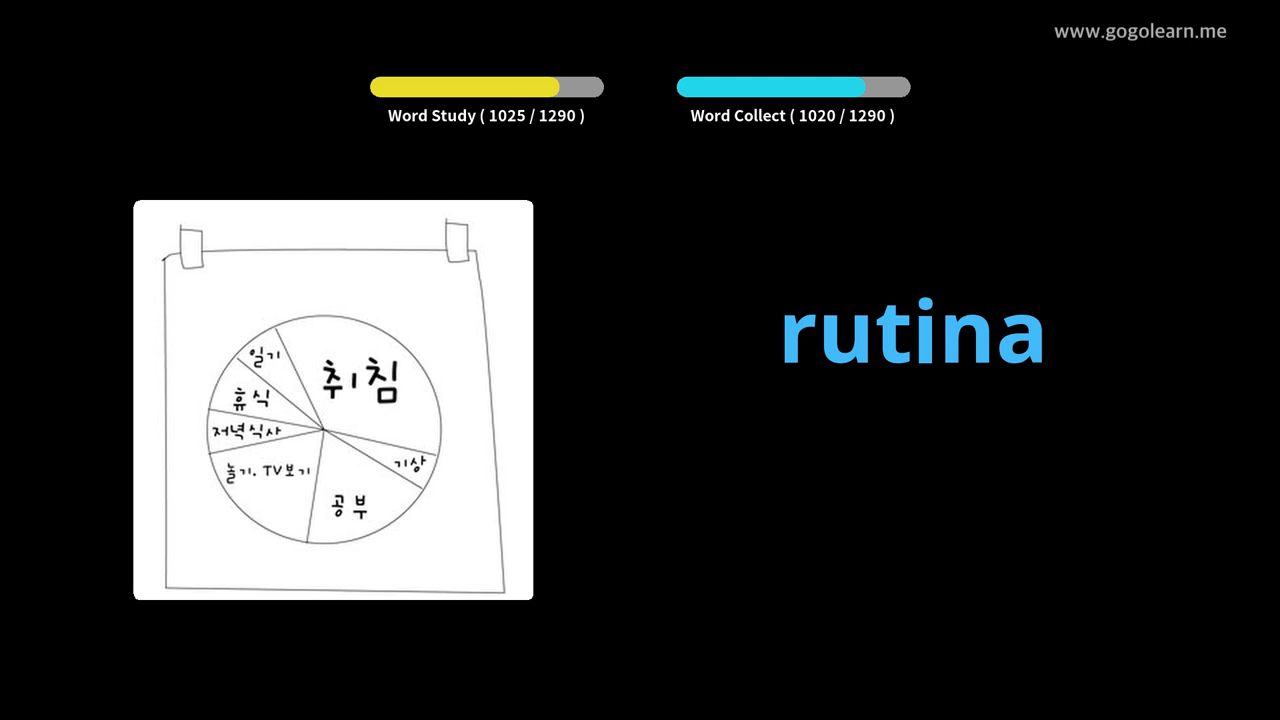 www.gogolearn.me
Word Study ( 1025 / 1290 )
Word Collect ( 1020 / 1290 )
일기
취침
휴식
저녁식사
기상
놀기. TV보기
공부
rutina